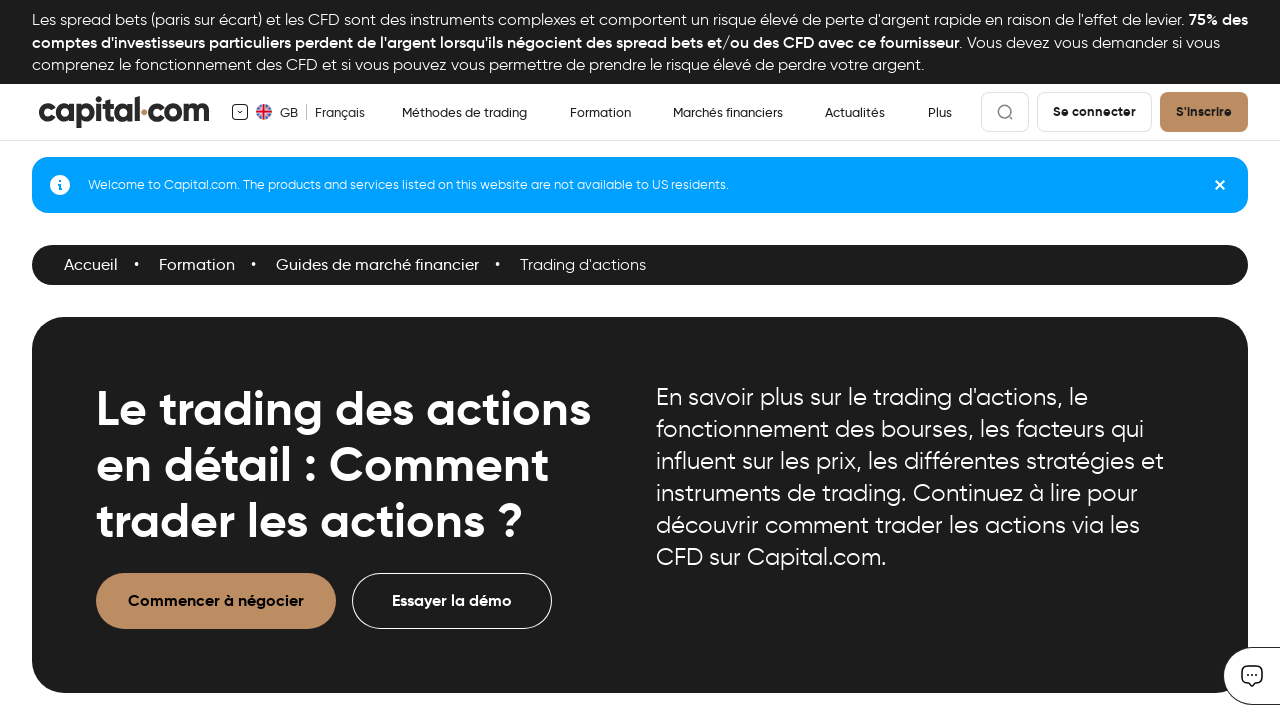 Les spread bets (paris sur écart) et les CFD sont des instruments complexes et comportent un risque élevé de perte d'argent rapide en raison de l'effet de levier. 75% des
comptes d'investisseurs particuliers perdent de l'argent lorsqu'ils négocient des spread bets et/ou des CFD avec ce fournisseur. Vous devez vous demander si vous
comprenez le fonctionnement des CFD et si vous pouvez vous permettre de prendre le risque élevé de perdre votre argent.
capital.com GB Français Méthodes de trading Formation Marchés financiers Actualités Plus Se connecter S'inscrire
Welcome to Capital.com. The products and services listed on this website are not available to US residents.
Accueil • Formation • Guides de marché financier • Trading d'actions
Le trading des actions
en détail : Comment
trader les actions ?
Commencer à négocier Essayer la démo
En savoir plus sur le trading d'actions, le
fonctionnement des bourses, les facteurs qui
influent sur les prix, les différentes stratégies et
instruments de trading. Continuez à lire pour
découvrir comment trader les actions via les
CFD sur Capital.com.